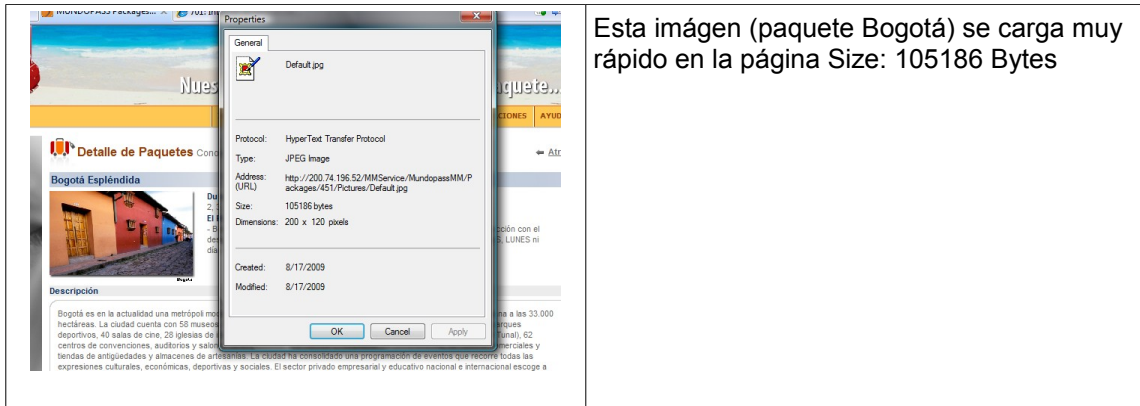 MUNDOPASS Packages...
Properties
General
Default.jpg
Protocol: HyperText Transfer Protocol
Type: JPEG Image
Address: http://200.74.196.52/MMService/MundopassMM/P
(URL) ackages/451/Pictures/Default.jpg
Size: 105186 bytes
Dimensions: 200 x 120 pixels
Created: 8/17/2009
Modified: 8/17/2009
OK Cancel Apply
CIONES AYUD
Detalle de Paquetes
Bogotá Espléndida
Bogotá
Descripción
Bogotá es en la actualidad una metrópoli a las 33.000
hectáreas. La ciudad cuenta con 58 museos
deportivos, 40 salas de cine, 28 iglesias de Tunal), 62
centros de convenciones, auditorios y
tiendas de antigüedades y almacenes de artesanías. La ciudad ha consolidado una programación de eventos que recorre todas las
expresiones culturales, económicas, deportivas y sociales. El sector privado empresarial y educativo nacional e internacional escoge a
Esta imágen (paquete Bogotá) se carga muy
rápido en la página Size: 105186 Bytes